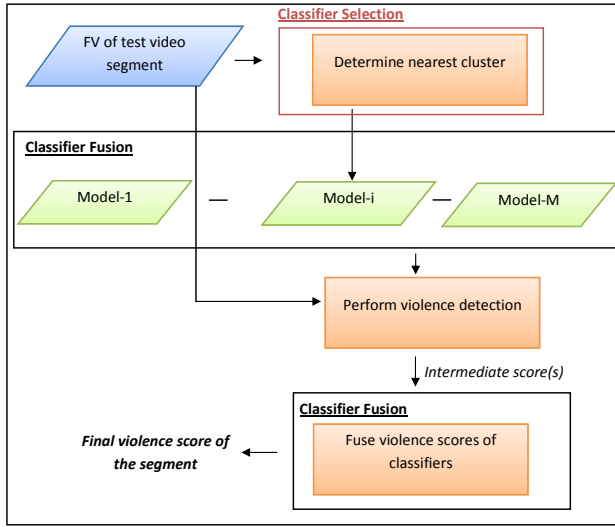 Classifier Selection
FV of test video
segment
Determine nearest cluster
Classifier Fusion
Model-1
Model-i
Model-M
Perform violence detection
Intermediate score(s)
Classifier Fusion
Fuse violence scores of
classifiers
Final violence score of
the segment